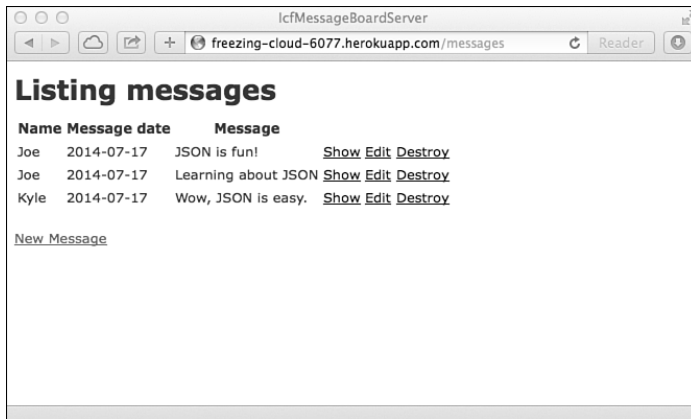 IcfMessageBoardServer
freezing-cloud-6077.herokuapp.com/messages Reader
Listing messages
Name Message date Message
Joe 2014-07-17 JSON is fun! Show Edit Destroy
Joe 2014-07-17 Learning about JSON Show Edit Destroy
Kyle 2014-07-17 Wow, JSON is easy. Show Edit Destroy
New Message